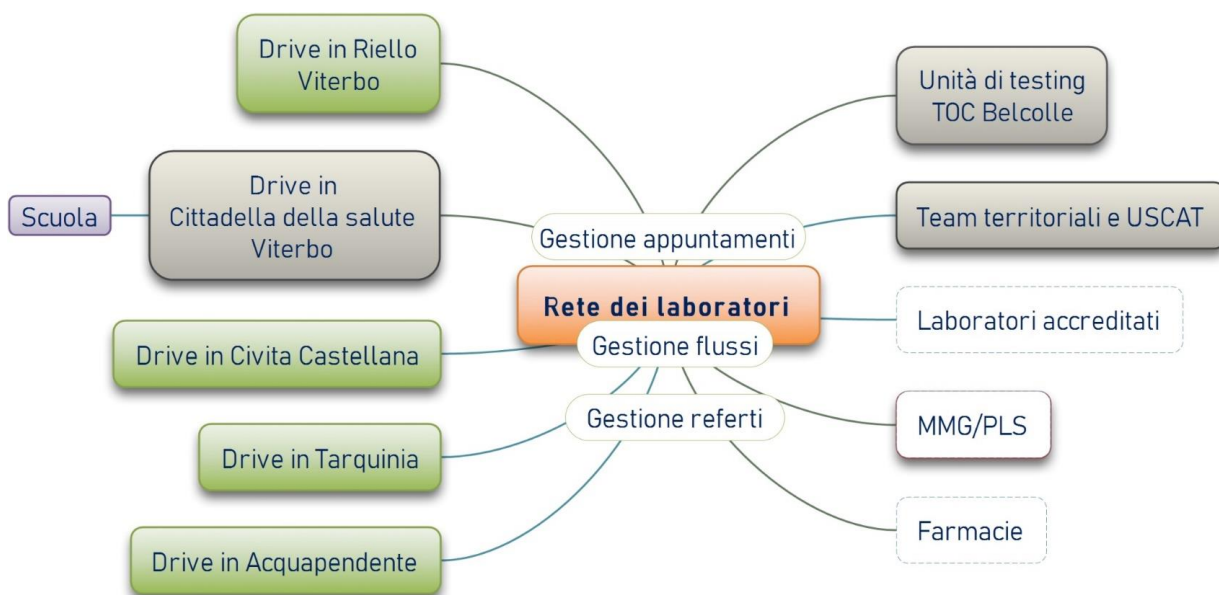 Drive in Riello
Viterbo
Scuola
Drive in
Cittadella della salute
Viterbo
Drive in Civita Castellana
Drive in Tarquinia
Drive in Acquapendente
Gestione appuntamenti
Rete dei laboratori
Gestione flussi
Gestione referti
Unità di testing
TOC Belcolle
Team territoriali e USCAT
Laboratori accreditati
MMG/PLS
Farmacie